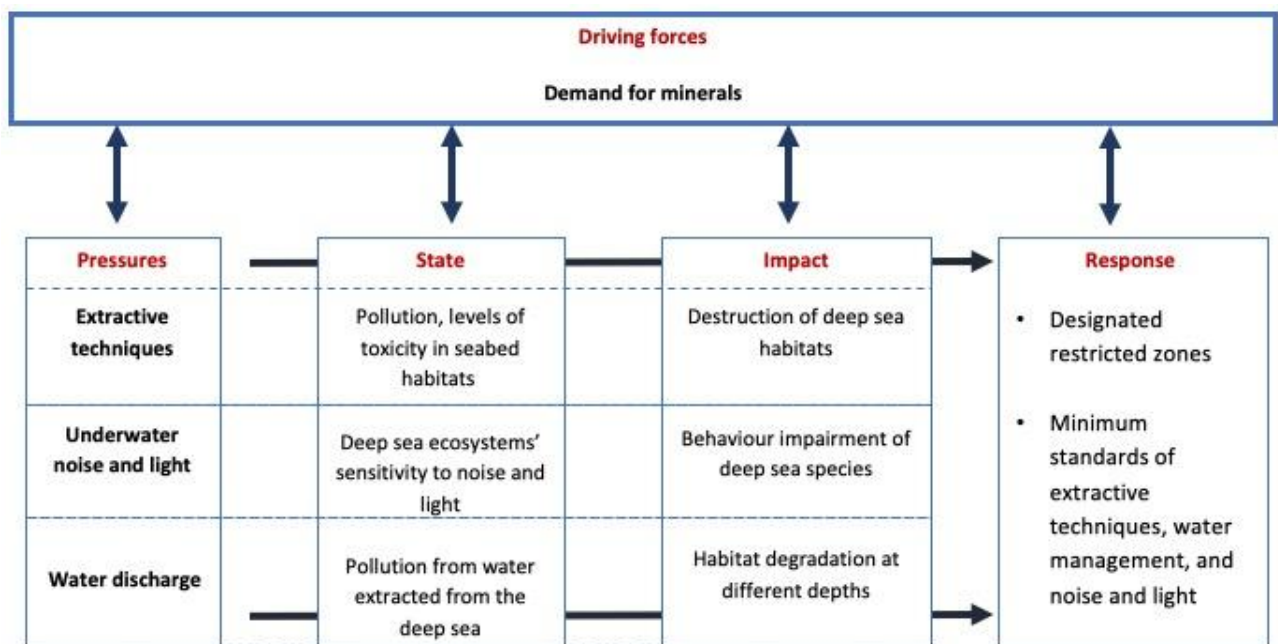 Driving forces
Demand for minerals
Pressures
State
Impact
Response
Extractive
techniques
Pollution, levels of
toxicity in seabed
habitats
Destruction of deep sea
habitats
• Designated
restricted zones
Underwater
noise and light
Deep sea ecosystems’
sensitivity to noise and
light
Behaviour impairment of
deep sea species
• Minimum
standards of
extractive
techniques, water
management, and
noise and light
Water discharge
Pollution from water
extracted from the
deep sea
Habitat degradation at
different depths